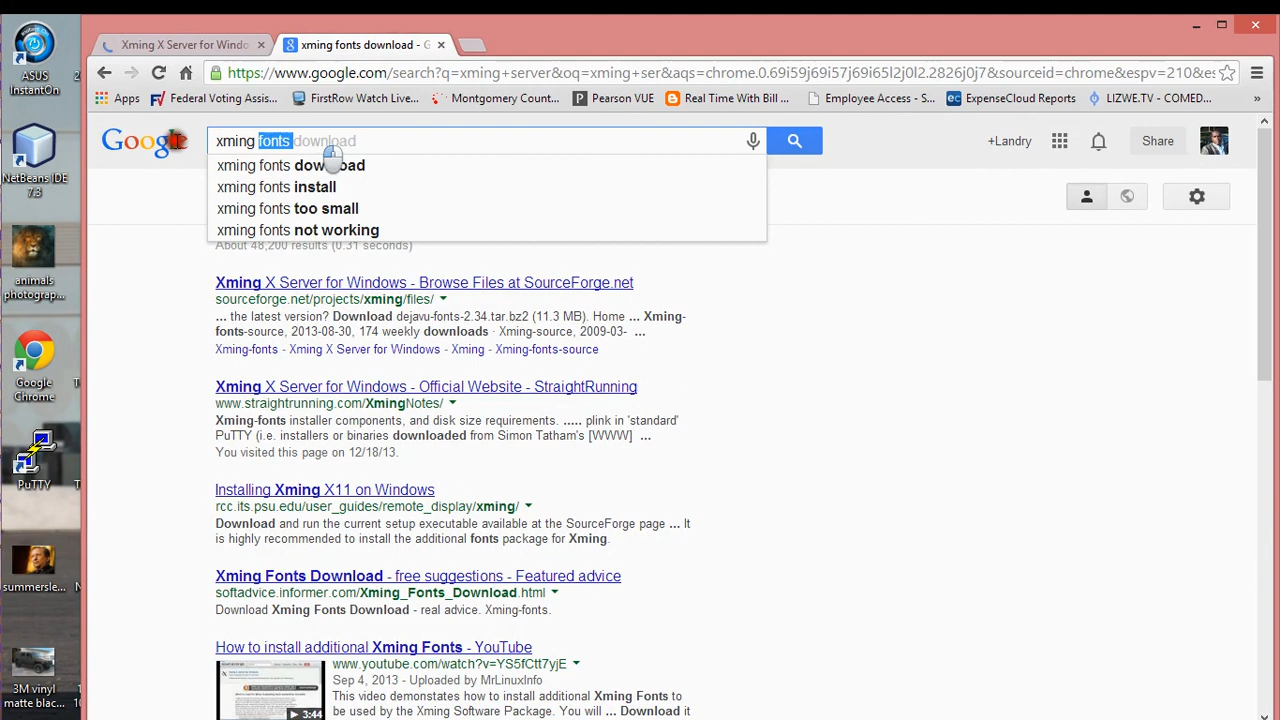 Xming X Server for Windo
xming fonts download - G
https://www.google.com/search?q=xming+server&oq=xming+ser&aqs=chrome.0.69i59j69i57j69i65l2j0l2.2826j0j7&sourceid=chrome&espv=210&es
Apps
Federal Voting Assis...
FirstRow Watch Live...
Montgomery Count...
Pearson VUE
Real Time With Bill ...
Employee Access - ...
ExpenseCloud Reports
LIZWE.TV - COMED...
»
ASUS
InstantOn
NetBeans IDE
7.3
animals
photograp...
Google
Chrome
PuTTY
summersle...
3M vinyl
matte blac...
xming fonts download
+Landry
Share
xming fonts download
xming fonts install
xming fonts too small
xming fonts not working
About 48,200 results (0.31 seconds)
Xming X Server for Windows - Browse Files at SourceForge.net
sourceforge.net/projects/xming/files/
... the latest version? Download dejavu-fonts-2.34.tar.bz2 (11.3 MB). Home ... Xming-
fonts-source, 2013-08-30, 174 weekly downloads · Xming-source, 2009-03- ...
Xming-fonts - Xming X Server for Windows - Xming - Xming-fonts-source
Xming X Server for Windows - Official Website - StraightRunning
www.straightrunning.com/XmingNotes/
Xming-fonts installer components, and disk size requirements. ..... plink in 'standard'
PuTTY (i.e. installers or binaries downloaded from Simon Tatham's [WWW] ...
You visited this page on 12/18/13.
Installing Xming X11 on Windows
rcc.its.psu.edu/user_guides/remote_display/xming/
Download and run the current setup executable available at the SourceForge page ... It
is highly recommended to install the additional fonts package for Xming.
Xming Fonts Download - free suggestions - Featured advice
softadvice.informer.com/Xming_Fonts_Download.html
Download Xming Fonts Download - real advice. Xming-fonts.
How to install additional Xming Fonts - YouTube
www.youtube.com/watch?v=YS5iCtt7yjE
Sep 4, 2013 - Uploaded by MrLinuxInfo
This video demonstrates how to install additional Xming Fonts to
be used by the Xming Software Package. You will ... Download it
3:44